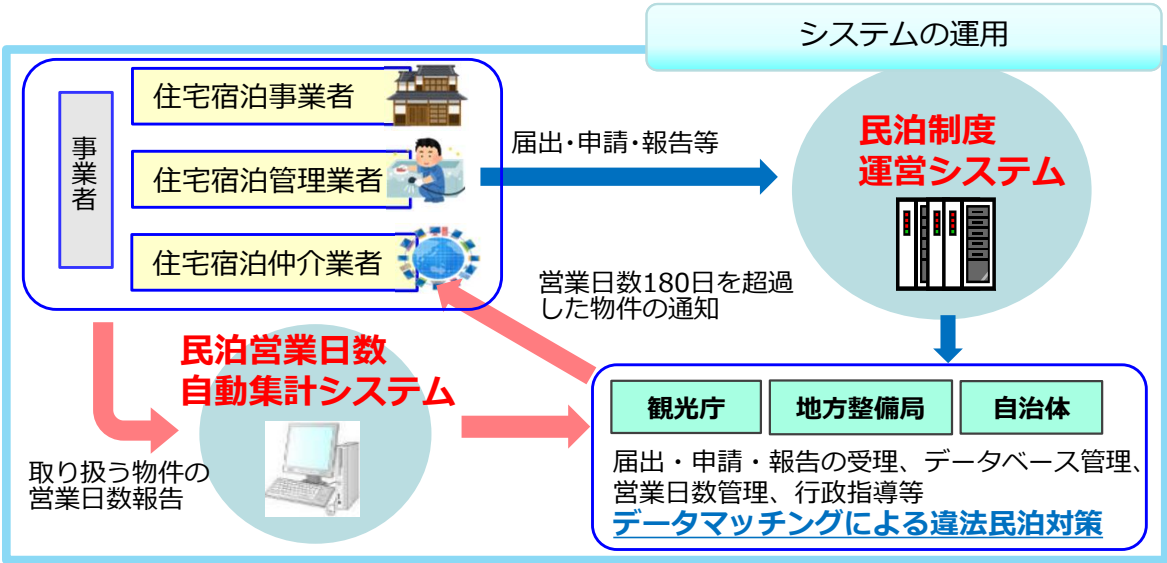 システムの運用
事業者
住宅宿泊事業者
住宅宿泊管理業者
住宅宿泊仲介業者
届出・申請・報告等
民泊制度
運営システム
営業日数180日を超過
した物件の通知
民泊営業日数
自動集計システム
取り扱う物件の
営業日数報告
観光庁
地方整備局
自治体
届出・申請・報告の受理、データベース管理、
営業日数管理、行政指導等
データマッチングによる違法民泊対策